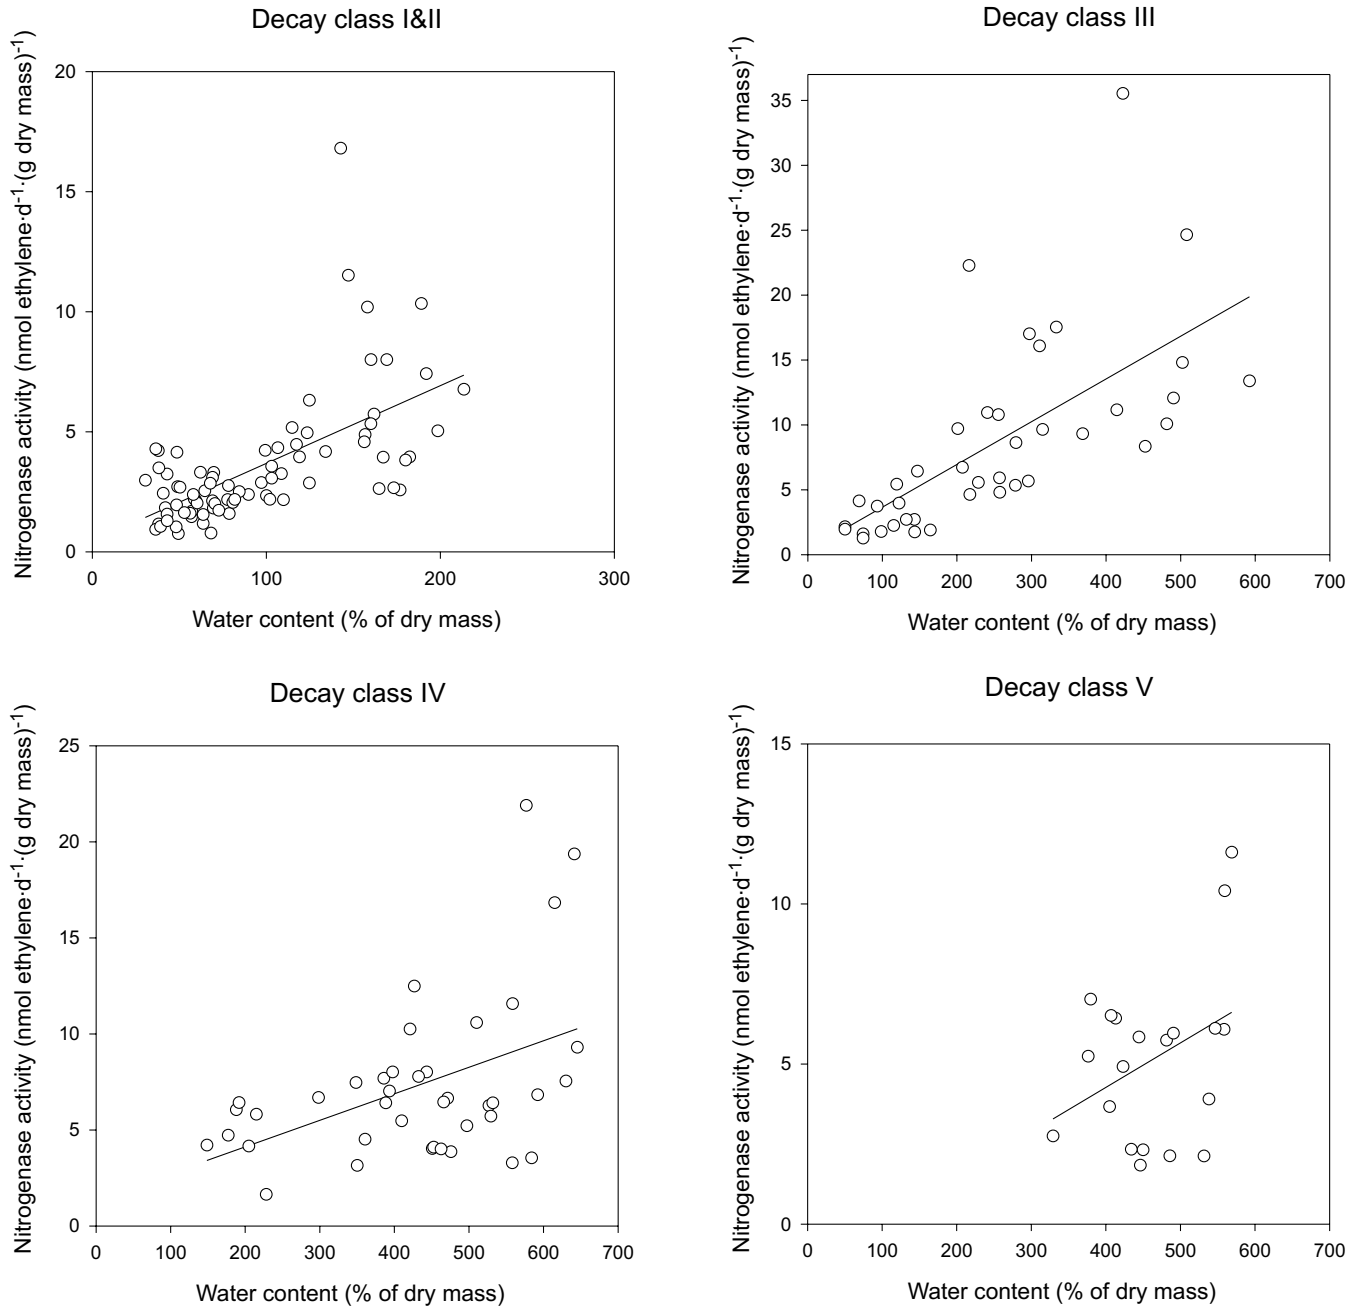 Decay class I&II
Nitrogenase activity (nmol ethylene·d⁻¹·(g dry mass)⁻¹)
20
15
10
5
0
0 100 200 300
Water content (% of dry mass)
Decay class III
Nitrogenase activity (nmol ethylene·d⁻¹·(g dry mass)⁻¹)
35
30
25
20
15
10
5
0
0 100 200 300 400 500 600 700
Water content (% of dry mass)
Decay class IV
Nitrogenase activity (nmol ethylene·d⁻¹·(g dry mass)⁻¹)
25
20
15
10
5
0
0 100 200 300 400 500 600 700
Water content (% of dry mass)
Decay class V
Nitrogenase activity (nmol ethylene·d⁻¹·(g dry mass)⁻¹)
15
10
5
0
0 100 200 300 400 500 600 700
Water content (% of dry mass)